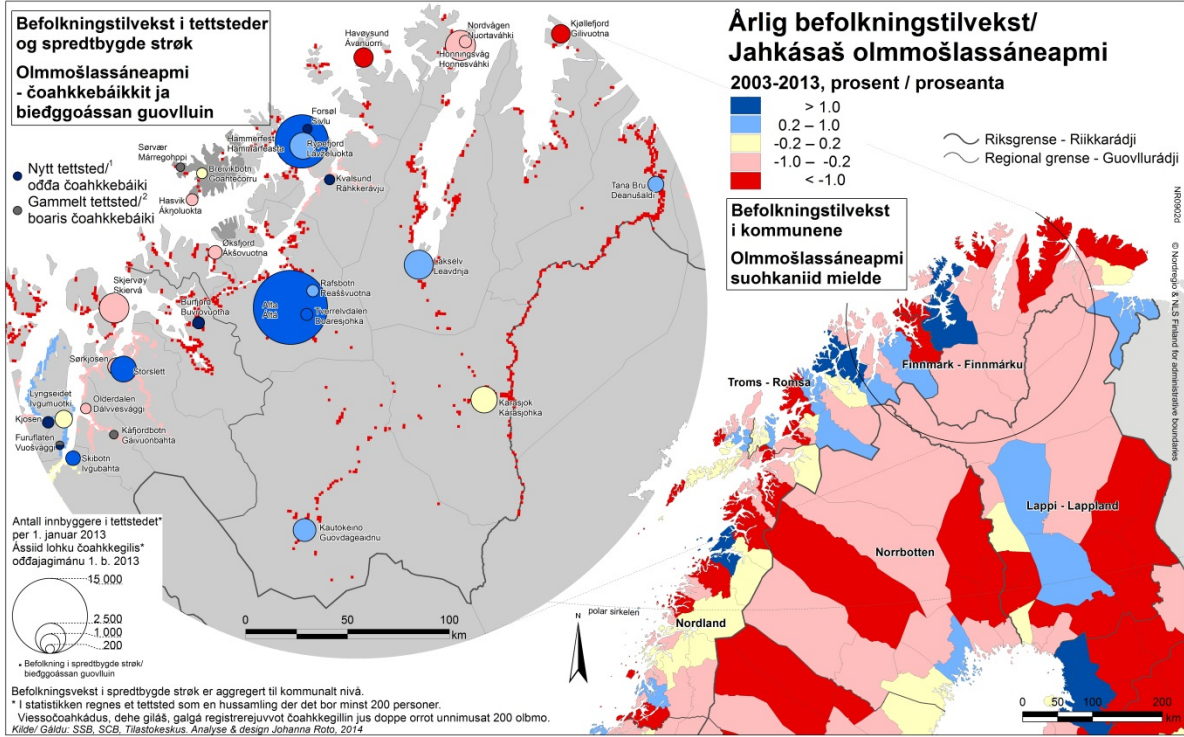 Befolkningstilvekst i tettsteder
og spredtbygde strøk
Olmmošlassáneapmi
- čoahkkebáikkit ja
bieđggoássan guovlluin
Nytt tettsted/¹
ođđa čoahkkebáiki
Gammelt tettsted/²
boaris čoahkkebáiki
Havøysund
Ávanuorri
Nordvågen
Nuortaváhki
Honningsvåg
Honnesváhki
Kjøllefjord
Gilivuotna
Forsøl
Sivlu
Hammerfest
Rypefjord
Sørvær
Márregohppi
Breivikbotn
Hasvik
Ákŋoluokta
Kvalsund
Ráhkkerávju
Tana Bru
Deanušaldi
Øksfjord
Ákšovuotna
Lakselv
Leavdnja
Skjervøy
Skiervá
Burfjord
Rafsbotn
Alta
Áltá
Tverrelvdalen
Sørkjosen
Storslett
Lyngseidet
Ivgumuotki
Olderdalen
Dálvvesvággi
Kjosen
Furuflaten
Vuošvággi
Kåfjordbotn
Gáivuonbahta
Skibotn
Ivgubahta
Karasjok
Kárášjohka
Kautokeino
Guovdageaidnu
Antall innbyggere i tettstedet*
per 1. januar 2013
Ássiid lohku čoahkkegilis*
ođđajagimánu 1. b. 2013
15 000
2.500
1.000
200
Befolkning i spredtbygde strøk/
bieđggoássan guovlluin
0 50 100
km
Befolkningsvekst i spredtbygde strøk er aggregert til kommunalt nivå.
* I statistikken regnes et tettsted som en hussamling der det bor minst 200 personer.
Viessočoahkádus, dehe giláš, galgá registrerejuvvot čoahkkegillin jus doppe orrot unnimusat 200 olbmo.
Kilde/ Gáldu: SSB, SCB, Tilastokeskus. Analyse & design Johanna Roto, 2014
Årlig befolkningstilvekst/
Jahkásaš olmmošlassáneapmi
2003-2013, prosent / proseanta
> 1.0
0.2 – 1.0
-0.2 – 0.2
-1.0 – -0.2
< -1.0
Riksgrense - Riikkarádji
Regional grense - Guovllurádji
Befolkningstilvekst
i kommunene
Olmmošlassáneapmi
suohkaniid mielde
Finnmark - Finnmárku
Troms - Romsa
Lappi - Lappland
Norrbotten
Nordland
polar sirkelen
N
0 50 100 200
km
NR0902d
© Nordregio & NLS Finland for administrative boundaries